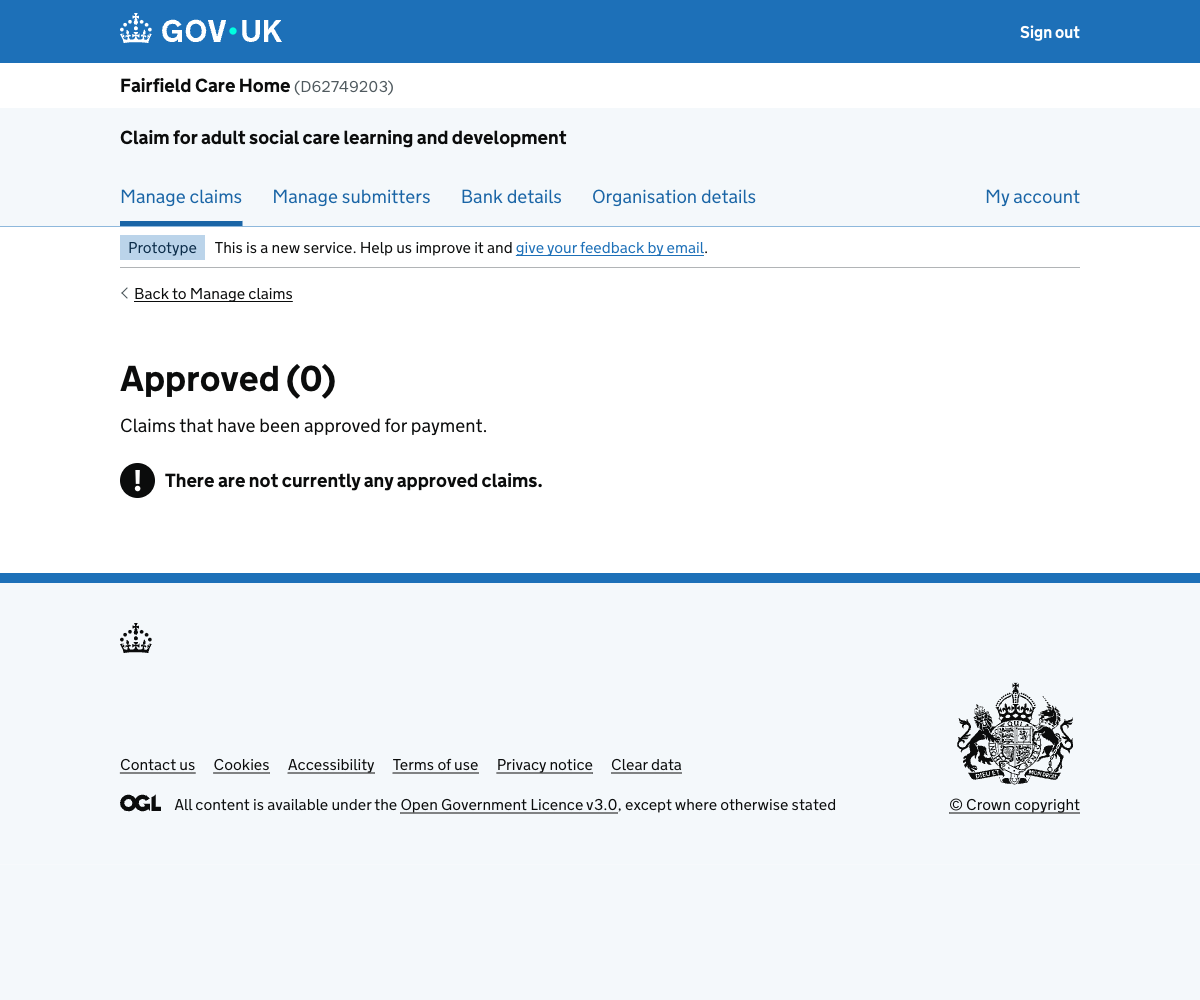 GOV·UK
Sign out
Fairfield Care Home (D62749203)
Claim for adult social care learning and development
Manage claims Manage submitters Bank details Organisation details My account
Prototype This is a new service. Help us improve it and give your feedback by email.
Back to Manage claims
Approved (0)
Claims that have been approved for payment.
! There are not currently any approved claims.
Contact us Cookies Accessibility Terms of use Privacy notice Clear data
OGL All content is available under the Open Government Licence v3.0, except where otherwise stated
© Crown copyright